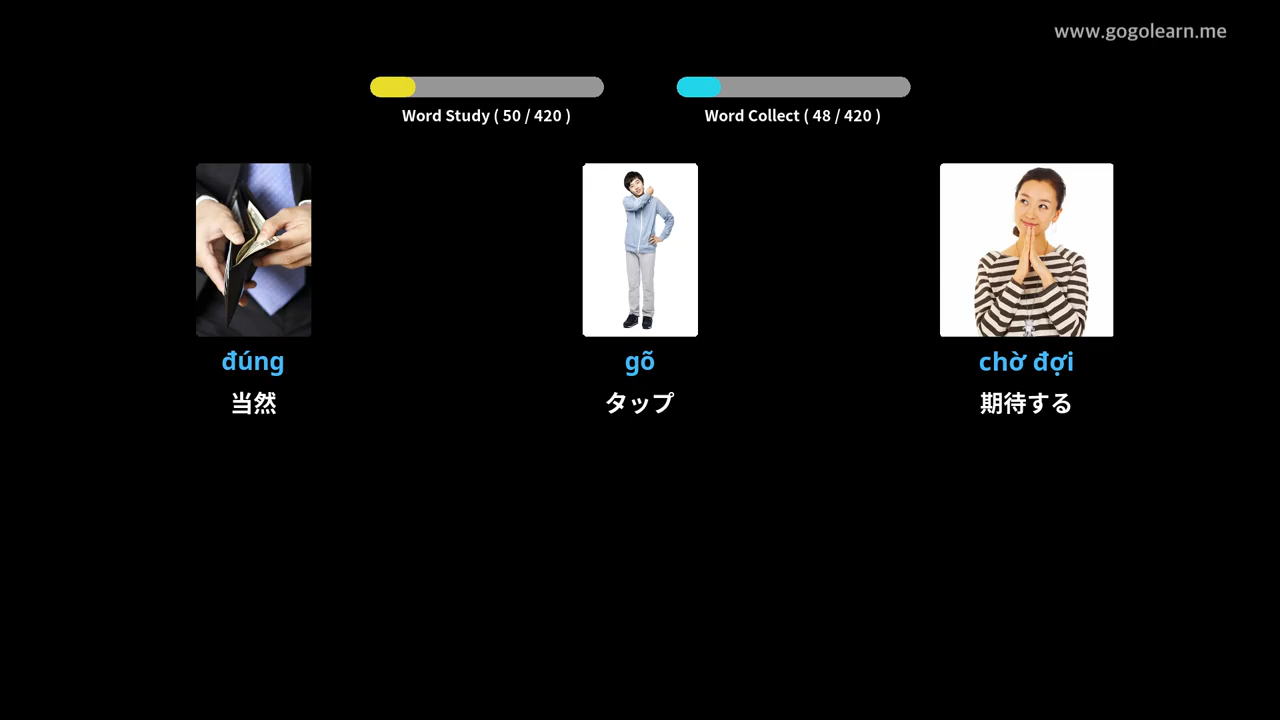 www.gogolearn.me
Word Study ( 50 / 420 )
Word Collect ( 48 / 420 )
đúng
gõ
chờ đợi
当然
タップ
期待する